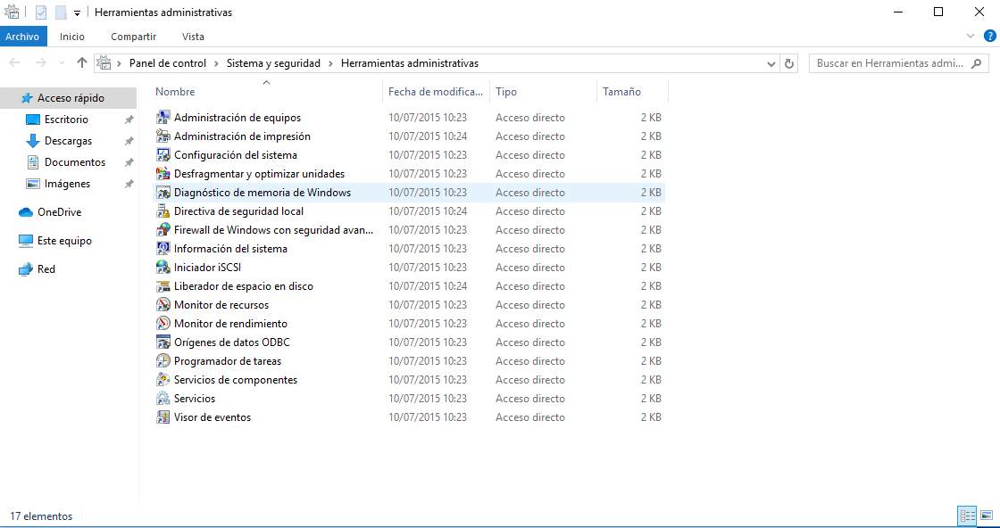 Herramientas administrativas
Archivo Inicio Compartir Vista
Panel de control Sistema y seguridad Herramientas administrativas Buscar en Herramientas admi...
Acceso rápido
Escritorio
Descargas
Documentos
Imágenes
OneDrive
Este equipo
Red
Nombre Fecha de modifica... Tipo Tamaño
Administración de equipos 10/07/2015 10:23 Acceso directo 2 KB
Administración de impresión 10/07/2015 10:24 Acceso directo 2 KB
Configuración del sistema 10/07/2015 10:23 Acceso directo 2 KB
Desfragmentar y optimizar unidades 10/07/2015 10:23 Acceso directo 2 KB
Diagnóstico de memoria de Windows 10/07/2015 10:23 Acceso directo 2 KB
Directiva de seguridad local 10/07/2015 10:24 Acceso directo 2 KB
Firewall de Windows con seguridad avan... 10/07/2015 10:23 Acceso directo 2 KB
Información del sistema 10/07/2015 10:23 Acceso directo 2 KB
Iniciador iSCSI 10/07/2015 10:23 Acceso directo 2 KB
Liberador de espacio en disco 10/07/2015 10:24 Acceso directo 2 KB
Monitor de recursos 10/07/2015 10:23 Acceso directo 2 KB
Monitor de rendimiento 10/07/2015 10:23 Acceso directo 2 KB
Orígenes de datos ODBC 10/07/2015 10:23 Acceso directo 2 KB
Programador de tareas 10/07/2015 10:23 Acceso directo 2 KB
Servicios de componentes 10/07/2015 10:23 Acceso directo 2 KB
Servicios 10/07/2015 10:23 Acceso directo 2 KB
Visor de eventos 10/07/2015 10:23 Acceso directo 2 KB
17 elementos